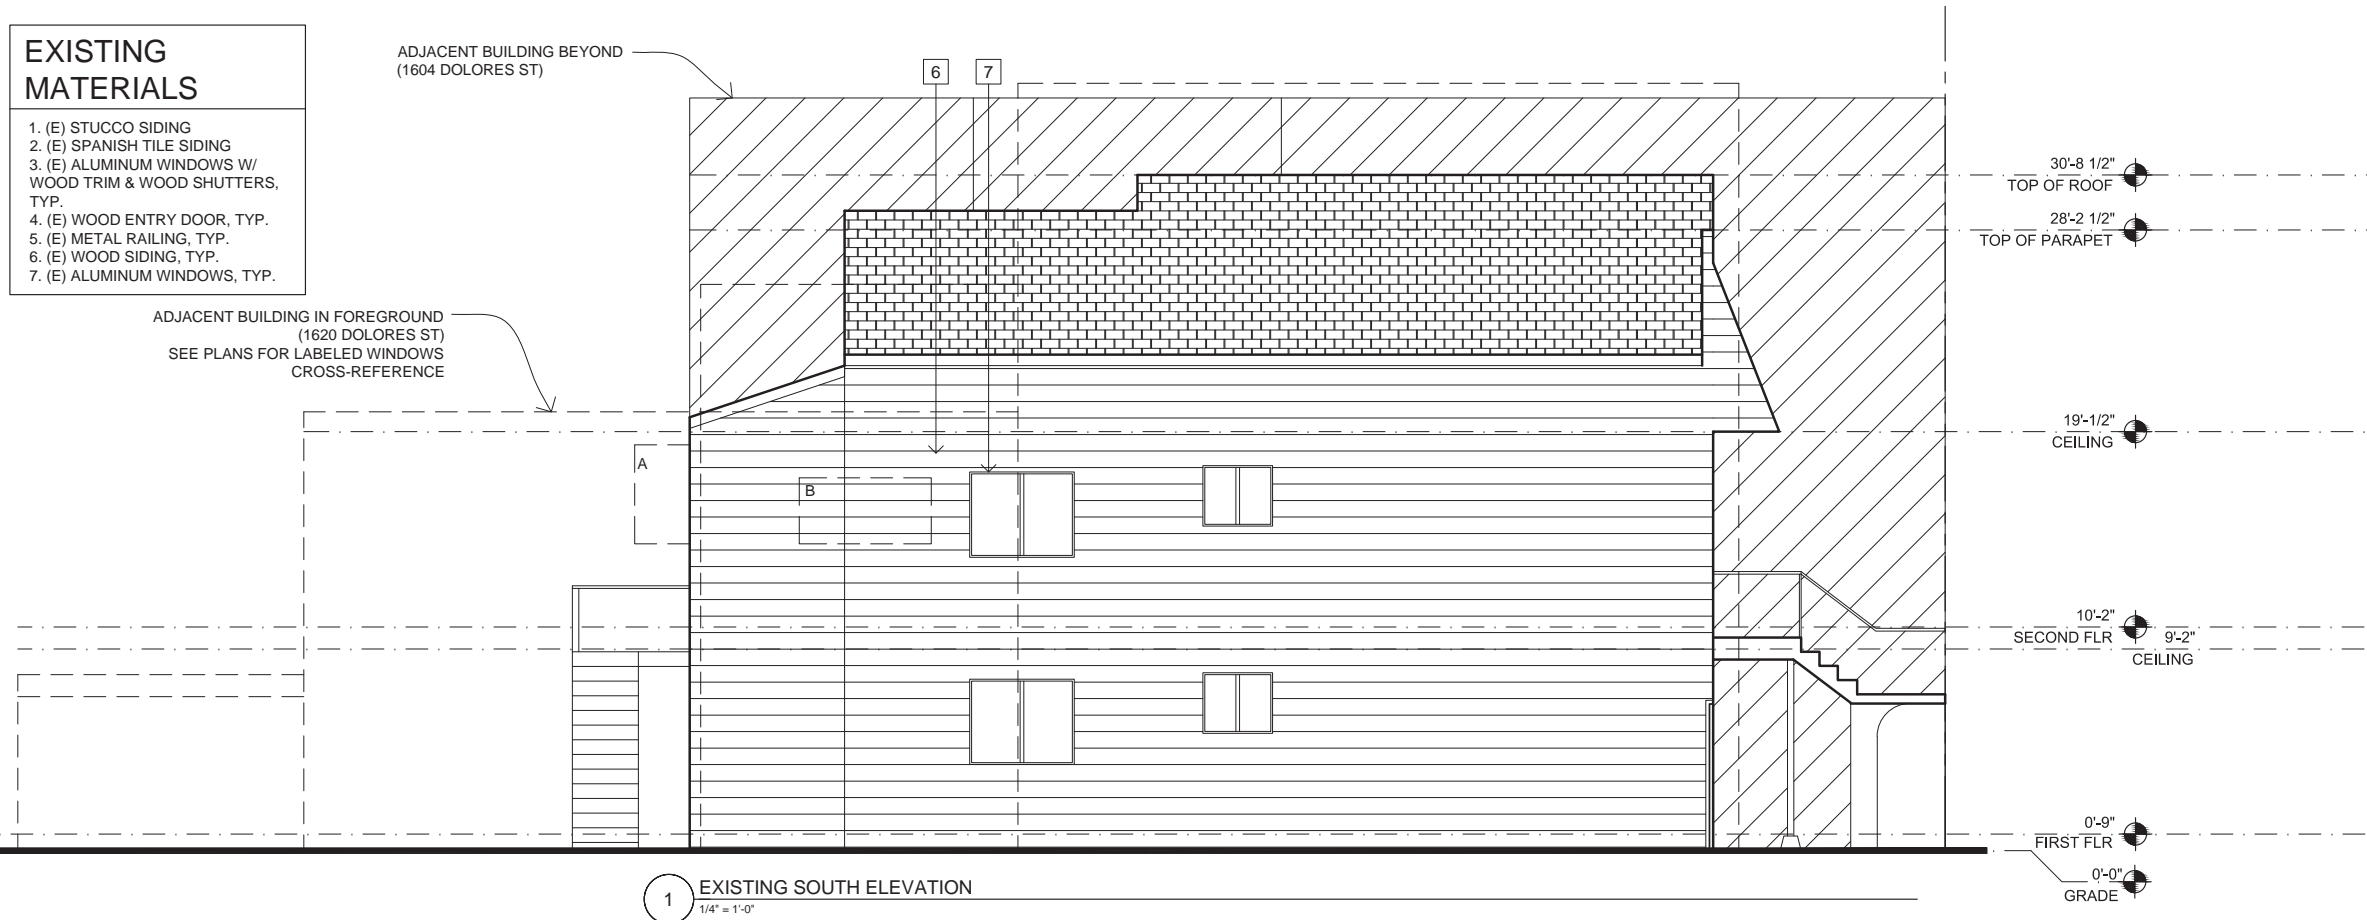 EXISTING
MATERIALS
1. (E) STUCCO SIDING
2. (E) SPANISH TILE SIDING
3. (E) ALUMINUM WINDOWS W/
WOOD TRIM & WOOD SHUTTERS,
TYP.
4. (E) WOOD ENTRY DOOR, TYP.
5. (E) METAL RAILING, TYP.
6. (E) WOOD SIDING, TYP.
7. (E) ALUMINUM WINDOWS, TYP.
ADJACENT BUILDING BEYOND
(1604 DOLORES ST)
6
7
ADJACENT BUILDING IN FOREGROUND
(1620 DOLORES ST)
SEE PLANS FOR LABELED WINDOWS
CROSS-REFERENCE
A
B
30'-8 1/2"
TOP OF ROOF
28'-2 1/2"
TOP OF PARAPET
19'-1/2"
CEILING
10'-2"
SECOND FLR
9'-2"
CEILING
0'-9"
FIRST FLR
0'-0"
GRADE
1
EXISTING SOUTH ELEVATION
1/4" = 1'-0"